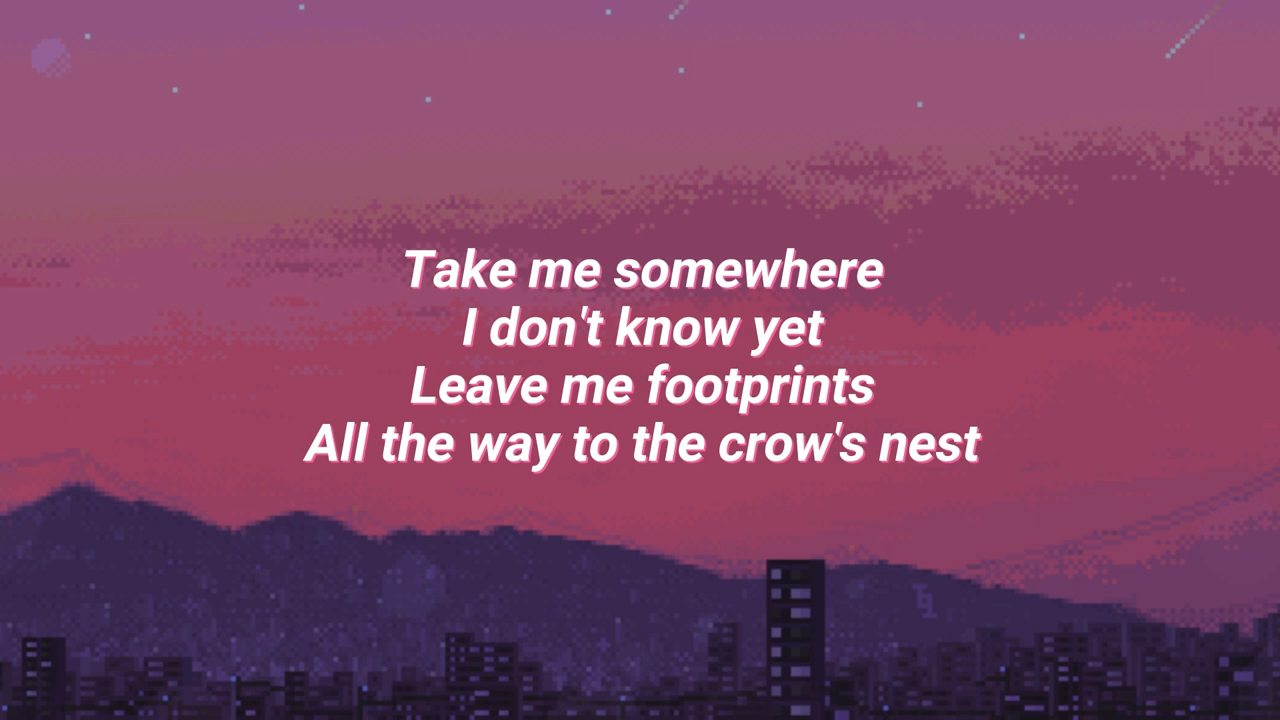 Take me somewhere
I don't know yet
Leave me footprints
All the way to the crow's nest